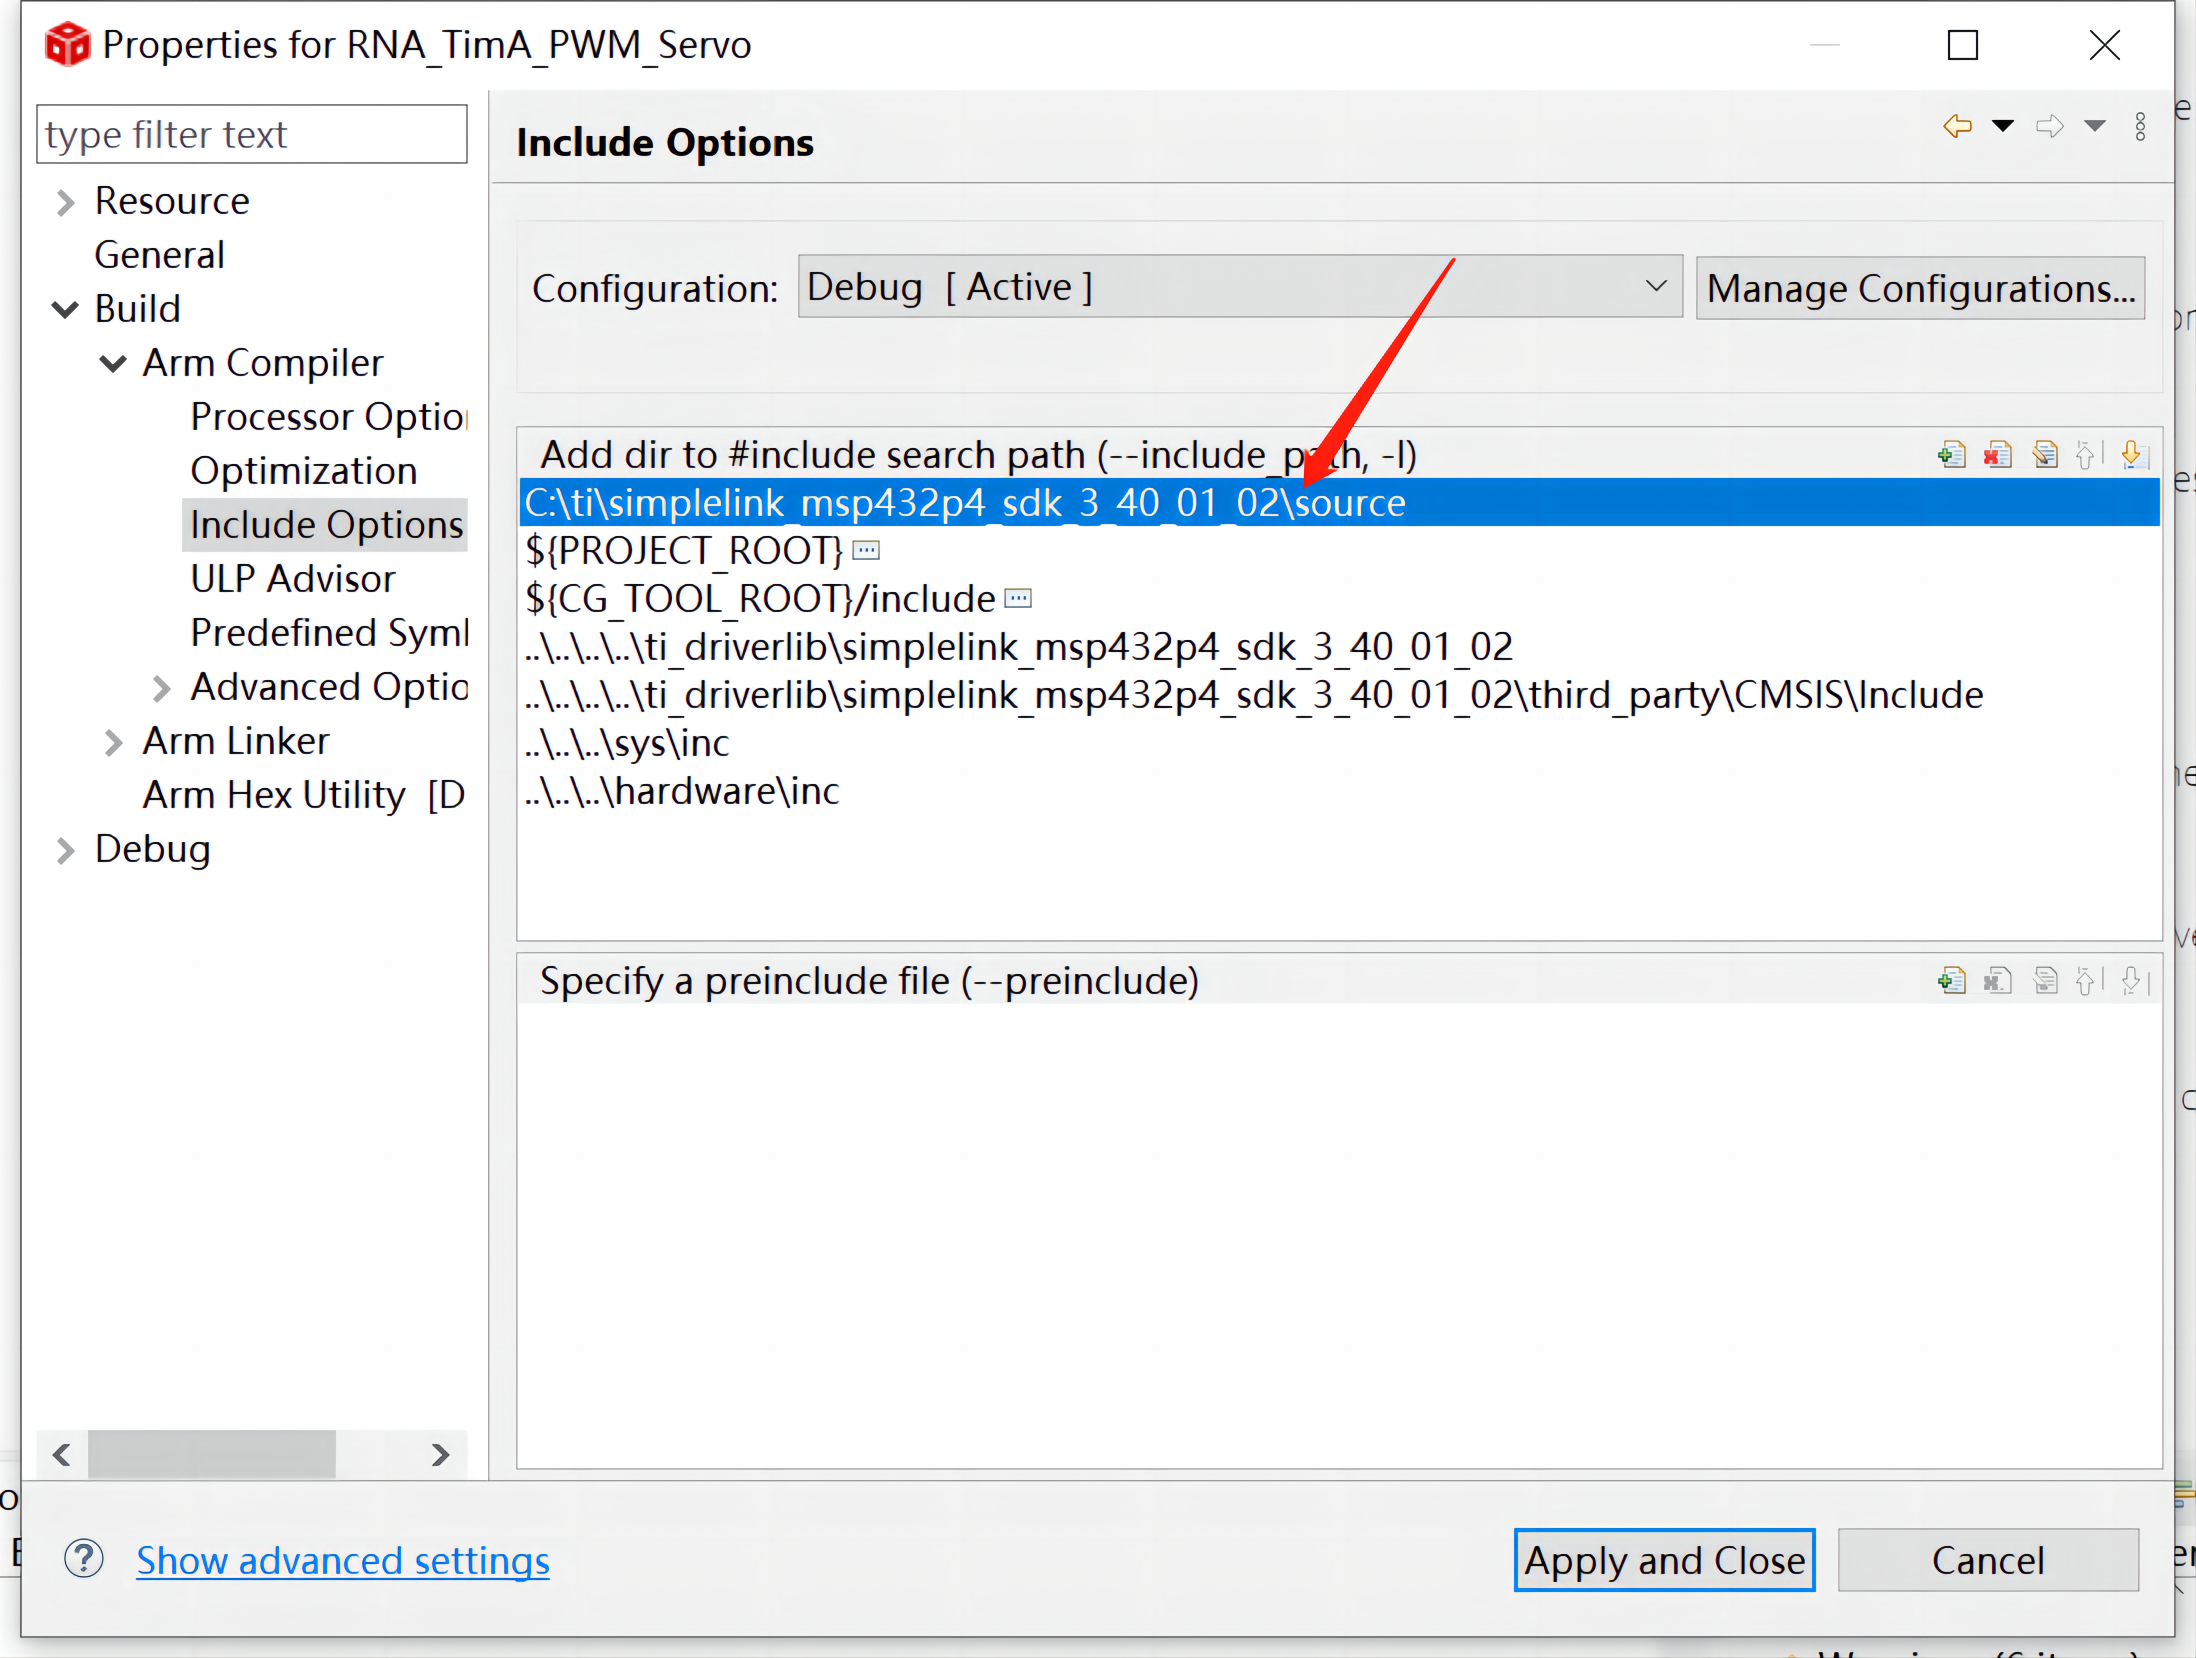 Properties for RNA_TimA_PWM_Servo
type filter text
Resource
General
Build
Arm Compiler
Processor Option
Optimization
Include Options
ULP Advisor
Predefined Syml
Advanced Optio
Arm Linker
Arm Hex Utility [D
Debug
Include Options
Configuration:
Debug [ Active ]
Manage Configurations...
Add dir to #include search path (--include_path, -I)
C:\ti\simplelink_msp432p4_sdk_3_40_01_02\source
${PROJECT_ROOT}
${CG_TOOL_ROOT}/include
..\..\..\..\ti_driverlib\simplelink_msp432p4_sdk_3_40_01_02
..\..\..\..\ti_driverlib\simplelink_msp432p4_sdk_3_40_01_02\third_party\CMSIS\Include
..\..\..\sys\inc
..\..\..\hardware\inc
Specify a preinclude file (--preinclude)
Show advanced settings
Apply and Close
Cancel